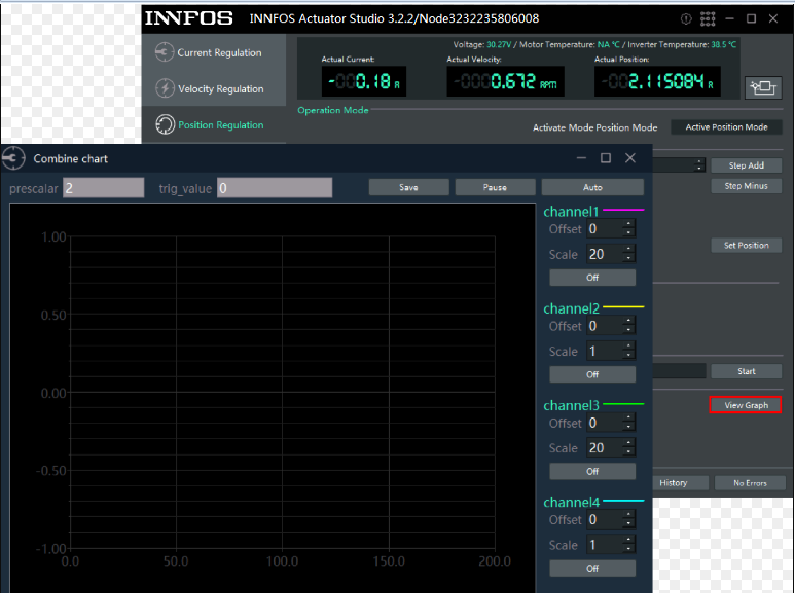 INNFOS INNFOS Actuator Studio 3.2.2/Node3232235806008
Current Regulation
Velocity Regulation
Position Regulation
Voltage: 30.27V / Motor Temperature: NA℃ / Inverter Temperature: 38.5℃
Actual Current:
Actual Velocity:
Actual Position:
-000.18 A
-0000.672 RPM
-002.115084 R
Operation Mode
Activate Mode Position Mode
Active Position Mode
Step Add
Step Minus
Set Position
Start
View Graph
Hiistory
No Errors
Combine chart
prescalar 2
trig_value 0
Save
Pause
Auto
1.00
0.50
0.00
-0.50
-1.00
0.0 50.0 100.0 150.0 200.0
channel1
Offset 0
Scale 20
Off
channel2
Offset 0
Scale 1
Off
channel3
Offset 0
Scale 20
Off
channel4
Offset 0
Scale 1
Off